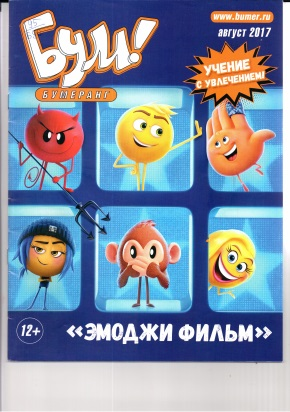 www.bumer.ru
август 2017
Бум!
БУМЕРАНГ
УЧЕНИЕ
С УВЛЕЧЕНИЕМ!
12+
«ЭМОДЖИ ФИЛЬМ»